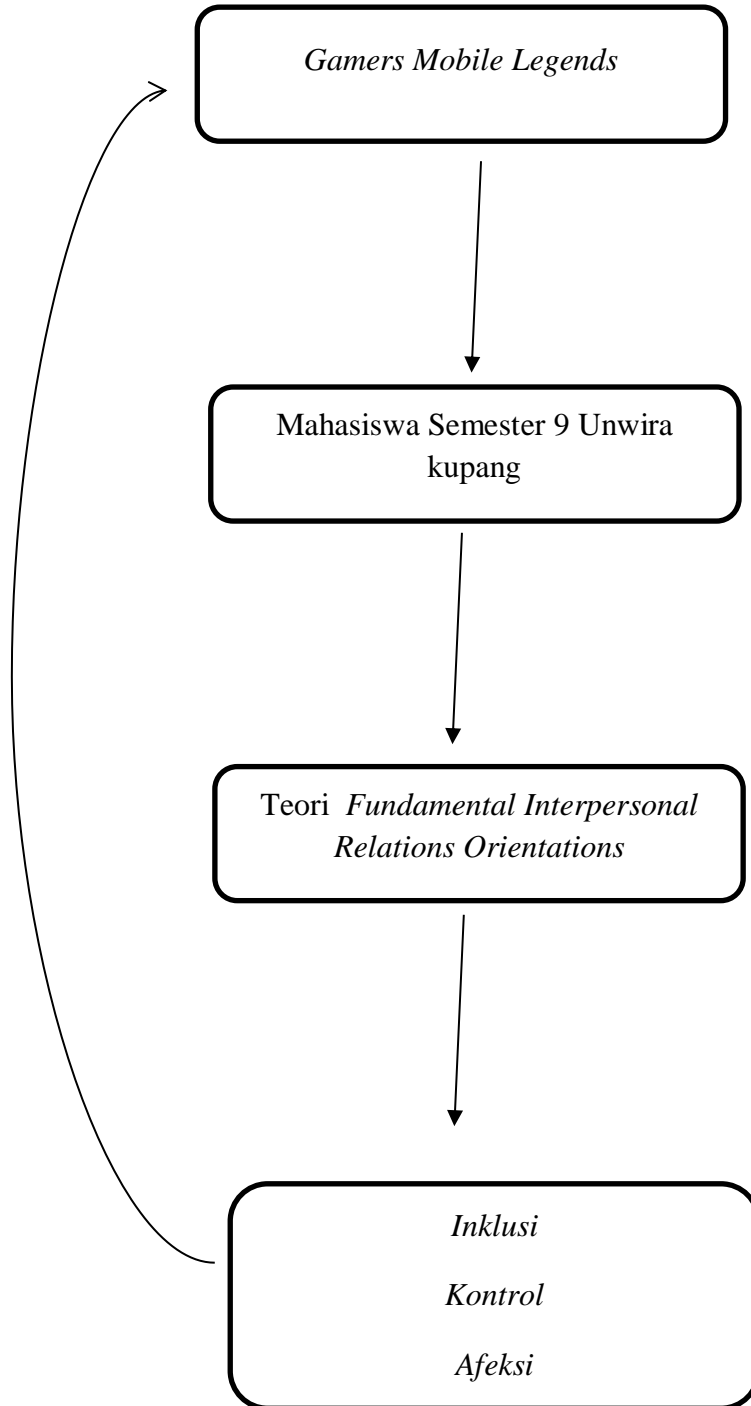 Gamers Mobile Legends
Mahasiswa Semester 9 Unwira
kupang
Teori Fundamental Interpersonal
Relations Orientations
Inklusi
Kontrol
Afeksi